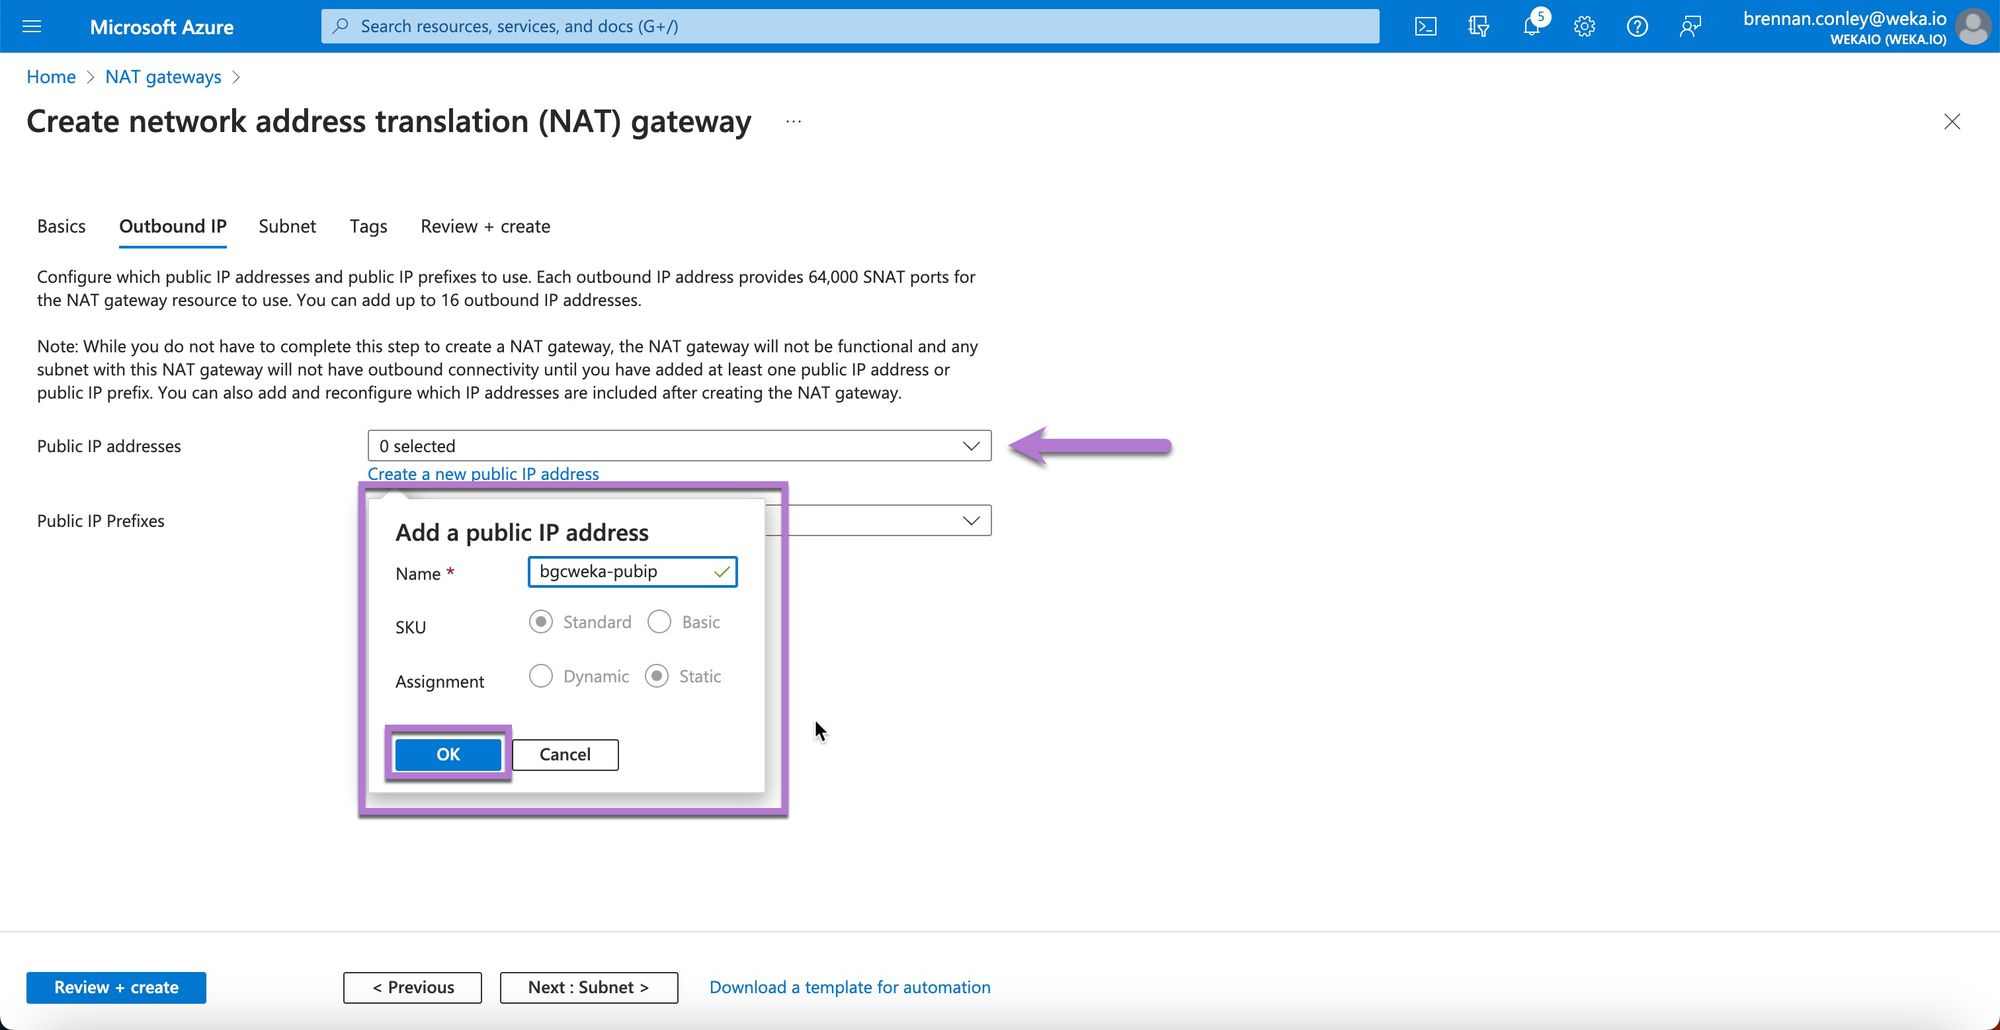 Microsoft Azure
Search resources, services, and docs (G+/)
5
brennan.conley@weka.io
WEKAIO (WEKA.IO)
Home > NAT gateways >
Create network address translation (NAT) gateway ...
Basics Outbound IP Subnet Tags Review + create
Configure which public IP addresses and public IP prefixes to use. Each outbound IP address provides 64,000 SNAT ports for
the NAT gateway resource to use. You can add up to 16 outbound IP addresses.
Note: While you do not have to complete this step to create a NAT gateway, the NAT gateway will not be functional and any
subnet with this NAT gateway will not have outbound connectivity until you have added at least one public IP address or
public IP prefix. You can also add and reconfigure which IP addresses are included after creating the NAT gateway.
Public IP addresses 0 selected
Create a new public IP address
Public IP Prefixes
Add a public IP address
Name * bgcweka-pubip
SKU Standard Basic
Assignment Dynamic Static
OK Cancel
Review + create < Previous Next : Subnet > Download a template for automation